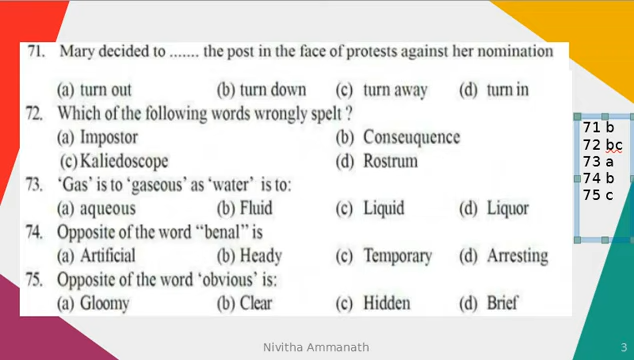 71. Mary decided to ....... the post in the face of protests against her nomination
(a) turn out (b) turn down (c) turn away (d) turn in
72. Which of the following words wrongly spelt ?
(a) Impostor (b) Conseuquence
(c) Kaliedoscope (d) Rostrum
73. ‘Gas’ is to ‘gaseous’ as ‘water’ is to:
(a) aqueous (b) Fluid (c) Liquid (d) Liquor
74. Opposite of the word “benal” is
(a) Artificial (b) Heady (c) Temporary (d) Arresting
75. Opposite of the word ‘obvious’ is:
(a) Gloomy (b) Clear (c) Hidden (d) Brief
71 b
72 bc
73 a
74 b
75 c
Nivitha Ammanath
3